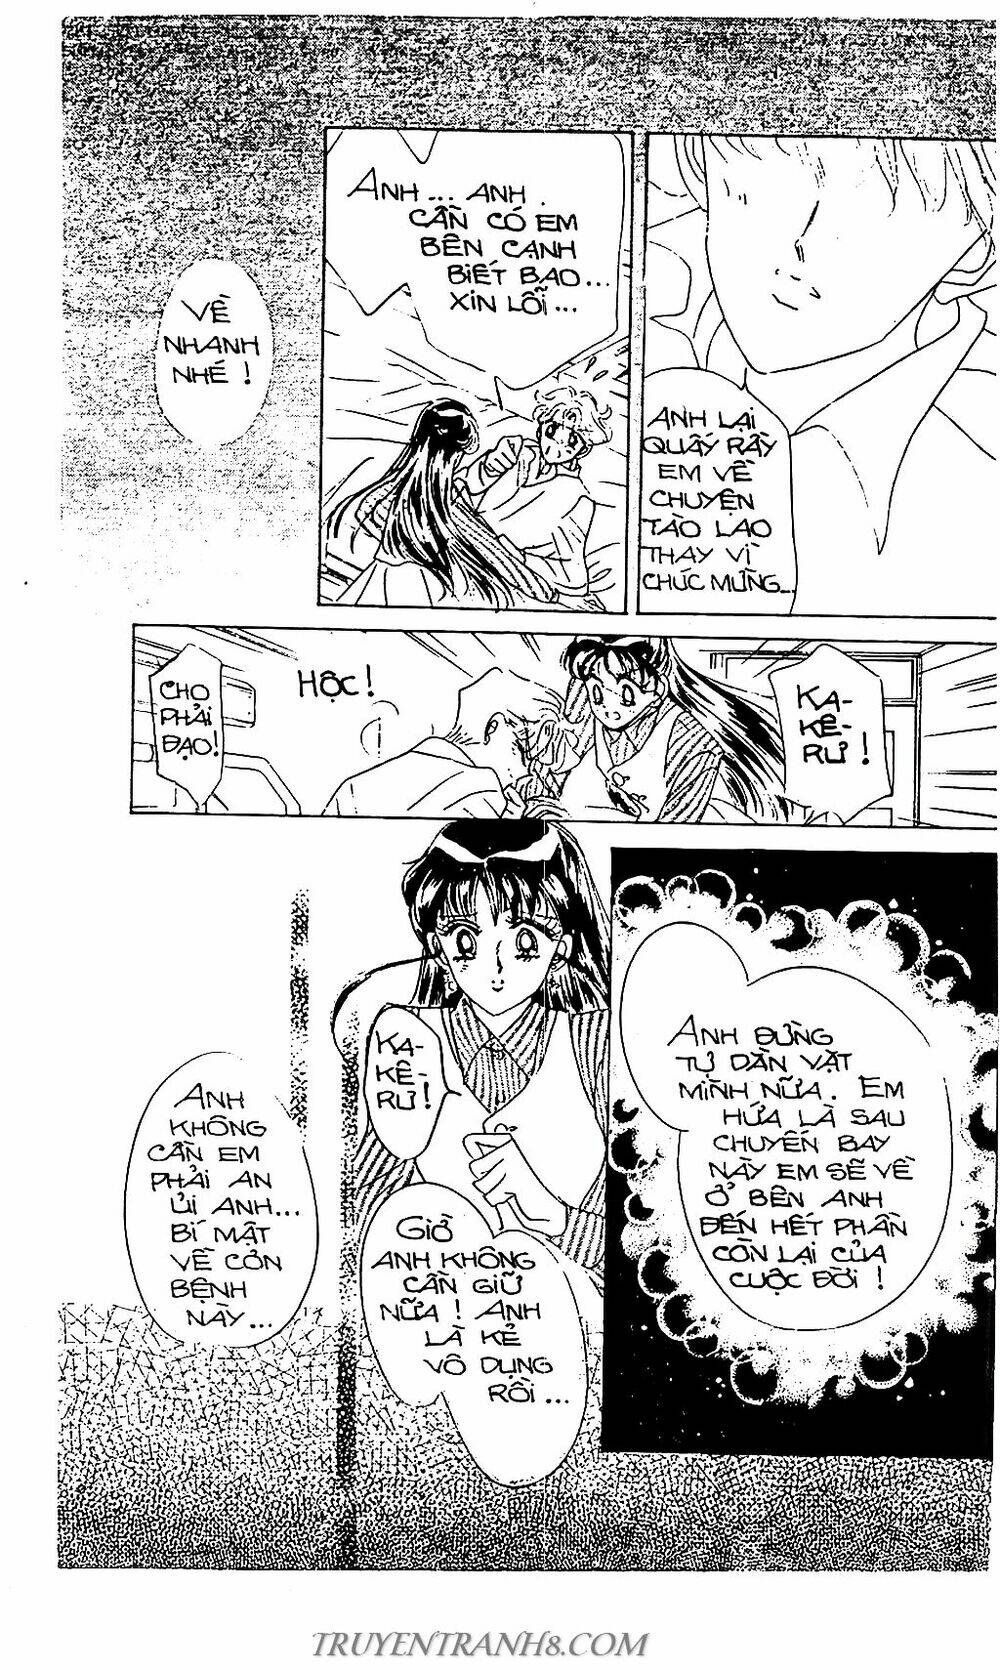 ANH LẠI
QUẤY RẦY
EM VỀ
CHUYỆN
TÀO LAO
THAY VÌ
CHÚC MỪNG...
ANH... ANH
CẦN CÓ EM
BÊN CẠNH
BIẾT BAO...
XIN LỖI...
VỀ
NHANH
NHÉ !
KA-
KÊ-
RƯ !
HỘC !
CHO
PHẢI
ĐẠO !
ANH ĐỪNG
TỰ DẰN VẶT
MÌNH NỮA. EM
HỨA LÀ SAU
CHUYẾN BAY
NÀY EM SẼ VỀ
Ở BÊN ANH
ĐẾN HẾT PHẦN
CÒN LẠI CỦA
CUỘC ĐỜI !
KA-
KÊ-
RƯ !
GIỜ
ANH KHÔNG
CẦN GIỮ
NỮA ! ANH
LÀ KẺ
VÔ DỤNG
RỒI...
ANH
KHÔNG
CẦN EM
PHẢI AN
ỦI ANH...
BÍ MẬT
VỀ CƠN
BỆNH
NÀY...
TRUYENTRANH8.COM